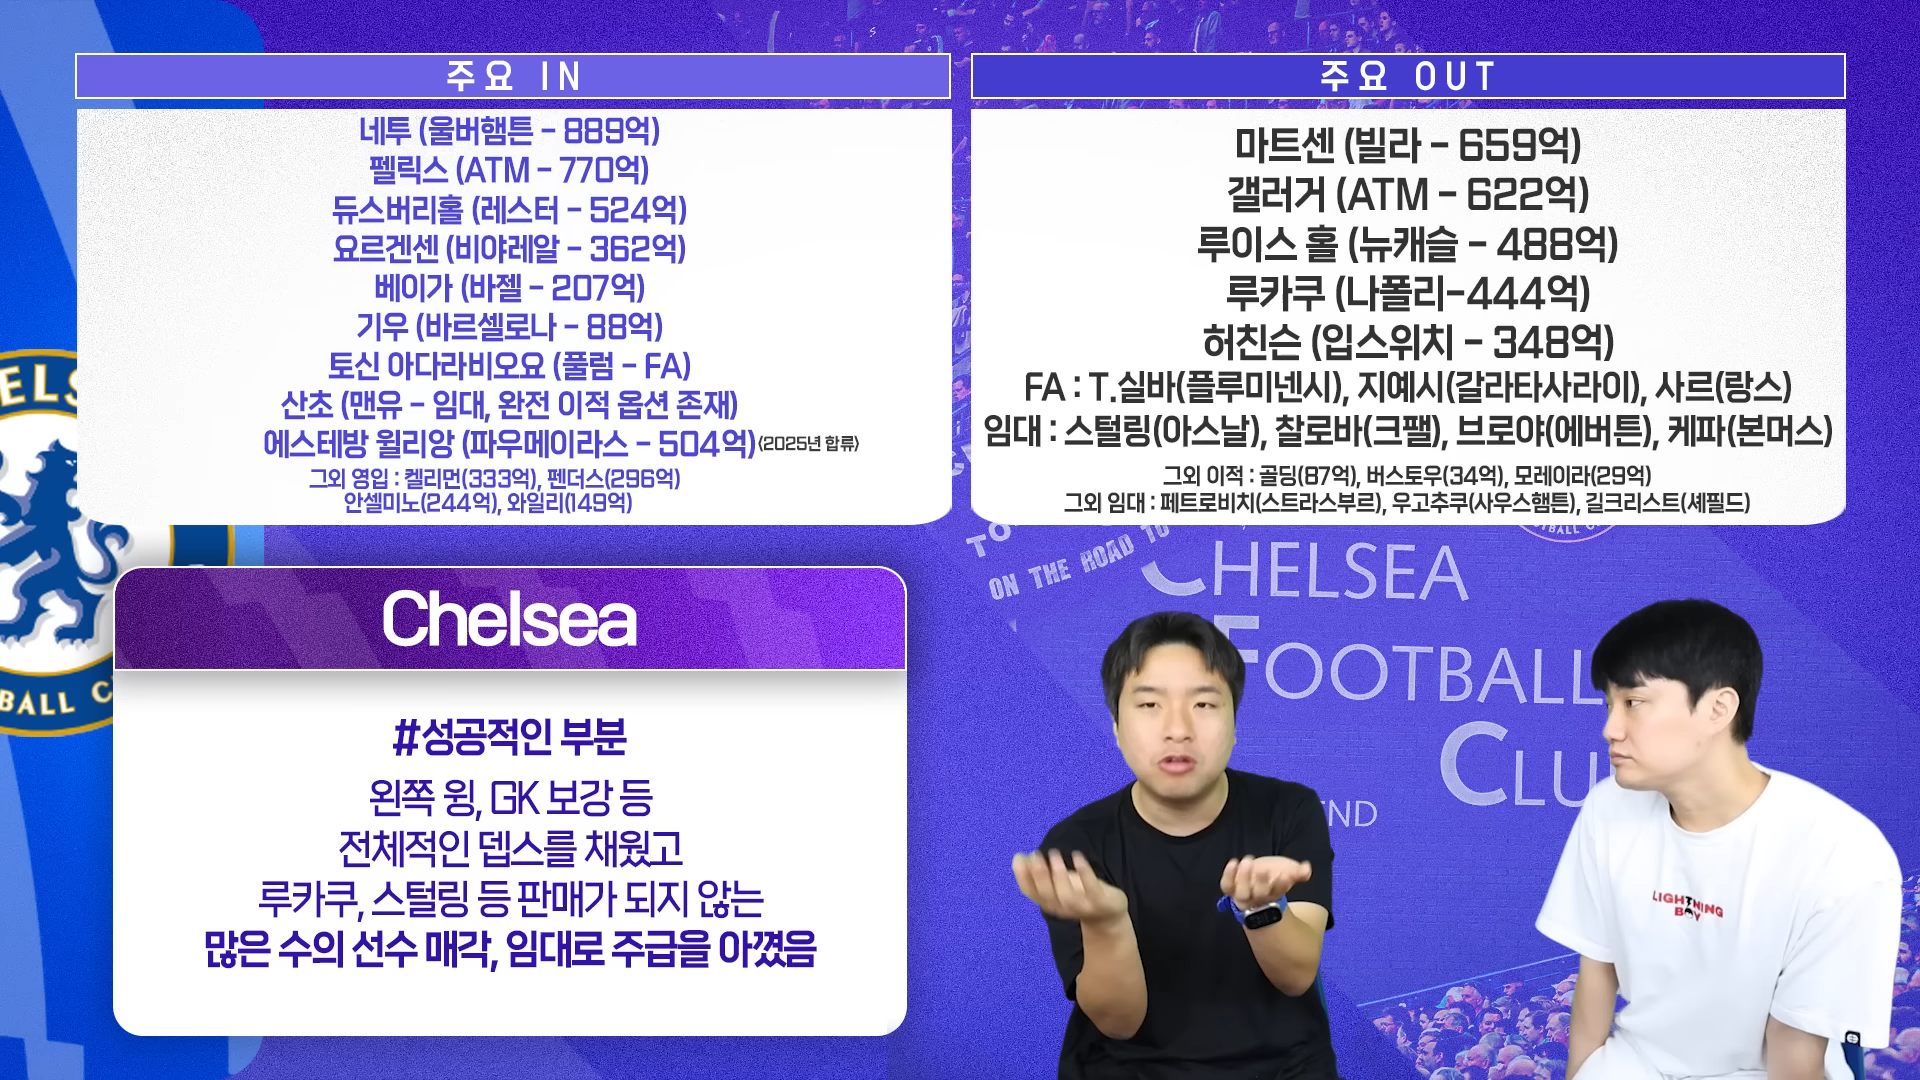 주요 IN
네투 (울버햄튼 - 889억)
펠릭스 (ATM - 770억)
듀스버리홀 (레스터 - 524억)
요르겐센 (비야레알 - 362억)
베이가 (바젤 - 207억)
기우 (바르셀로나 - 88억)
토신 아다라비오요 (풀럼 - FA)
산초 (맨유 - 임대, 완전 이적 옵션 존재)
에스테방 윌리앙 (파우메이라스 - 504억) (2025년 합류)
그외 영입 : 켈리먼(333억), 펜더스(296억)
안셀미노(244억), 와일리(149억)
주요 OUT
마트센 (빌라 - 659억)
갤러거 (ATM - 622억)
루이스 홀 (뉴캐슬 - 488억)
루카쿠 (나폴리-444억)
허친슨 (입스위치 - 348억)
FA : T.실바(플루미넨시), 지예시(갈라타사라이), 사르(랑스)
임대 : 스털링(아스날), 찰로바(크팰), 브로야(에버튼), 케파(본머스)
그외 이적 : 골딩(87억), 버스토우(34억), 모레이라(29억)
그외 임대 : 페트로비치(스트라스부르), 우고추쿠(사우스햄튼), 길크리스트(셰필드)
Chelsea
#성공적인 부분
왼쪽 윙, GK 보강 등
전체적인 뎁스를 채웠고
루카쿠, 스털링 등 판매가 되지 않는
많은 수의 선수 매각, 임대로 주급을 아꼈음
ELS
BALL C
TO
ON THE ROAD TO
CHELSEA
FOOTBALL
CLU
ND
LIGHTNING
BOY